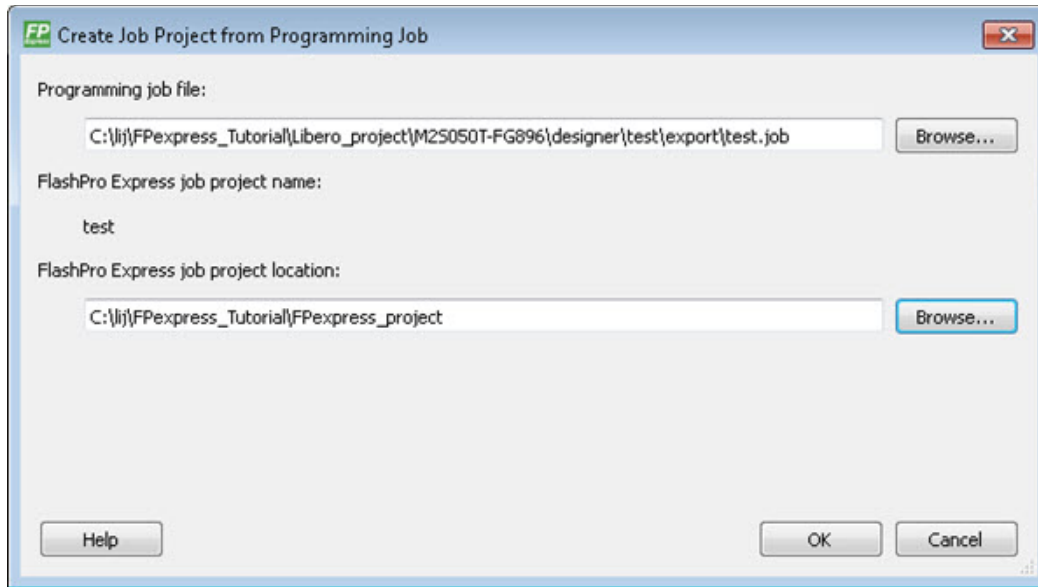 FP Create Job Project from Programming Job
Programming job file:
C:\lij\FPexpress_Tutorial\Libero_project\M2S050T-FG896\designer\test\export\test.job Browse...
FlashPro Express job project name:
test
FlashPro Express job project location:
C:\lij\FPexpress_Tutorial\FPexpress_project Browse...
Help OK Cancel